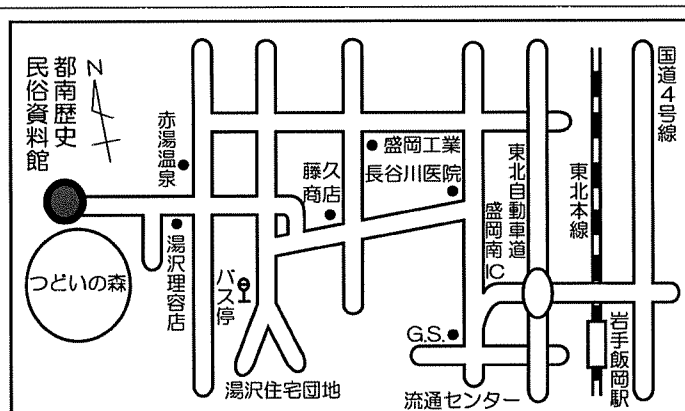 都南歴史
民俗資料館
N
赤湯温泉
つどいの森
湯沢理容店
バス停
湯沢住宅団地
藤久
商店
盛岡工業
長谷川医院
G.S.
流通センター
東北自動車道
盛岡南IC
東北本線
岩手飯岡駅
国道4号線